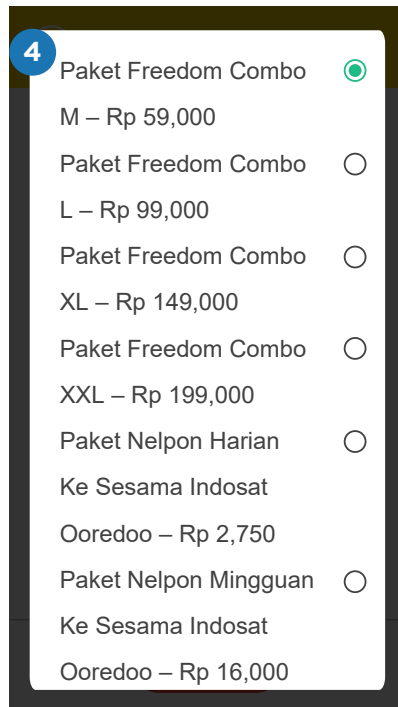 4
Paket Freedom Combo
M – Rp 59,000
Paket Freedom Combo
L – Rp 99,000
Paket Freedom Combo
XL – Rp 149,000
Paket Freedom Combo
XXL – Rp 199,000
Paket Nelpon Harian
Ke Sesama Indosat
Ooredoo – Rp 2,750
Paket Nelpon Mingguan
Ke Sesama Indosat
Ooredoo – Rp 16,000